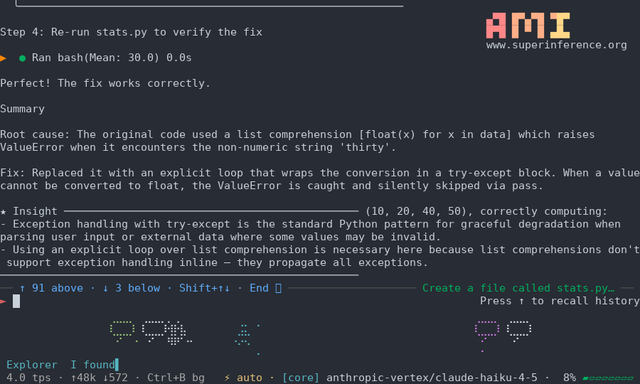 AMI
Step 4: Re-run stats.py to verify the fix
www.superinference.org
▶ ● Ran bash(Mean: 30.0) 0.0s
Perfect! The fix works correctly.
Summary
Root cause: The original code used a list comprehension [float(x) for x in data] which raises
ValueError when it encounters the non-numeric string 'thirty'.
Fix: Replaced it with an explicit loop that wraps the conversion in a try-except block. When a value
cannot be converted to float, the ValueError is caught and silently skipped via pass.
★ Insight ─────────────────────────── (10, 20, 40, 50), correctly computing:
- Exception handling with try-except is the standard Python pattern for graceful degradation when
parsing user input or external data where some values may be invalid.
- Using an explicit loop over list comprehension is necessary here because list comprehensions don't
support exception handling inline — they propagate all exceptions.
↑ 91 above · ↓ 3 below · Shift+↑↓ · End Create a file called stats.py…
Press ↑ to recall history
Explorer I found
4.0 tps · ↑48k ↓572 · Ctrl+B bg ⚡ auto · [core] anthropic-vertex/claude-haiku-4-5 · 8%